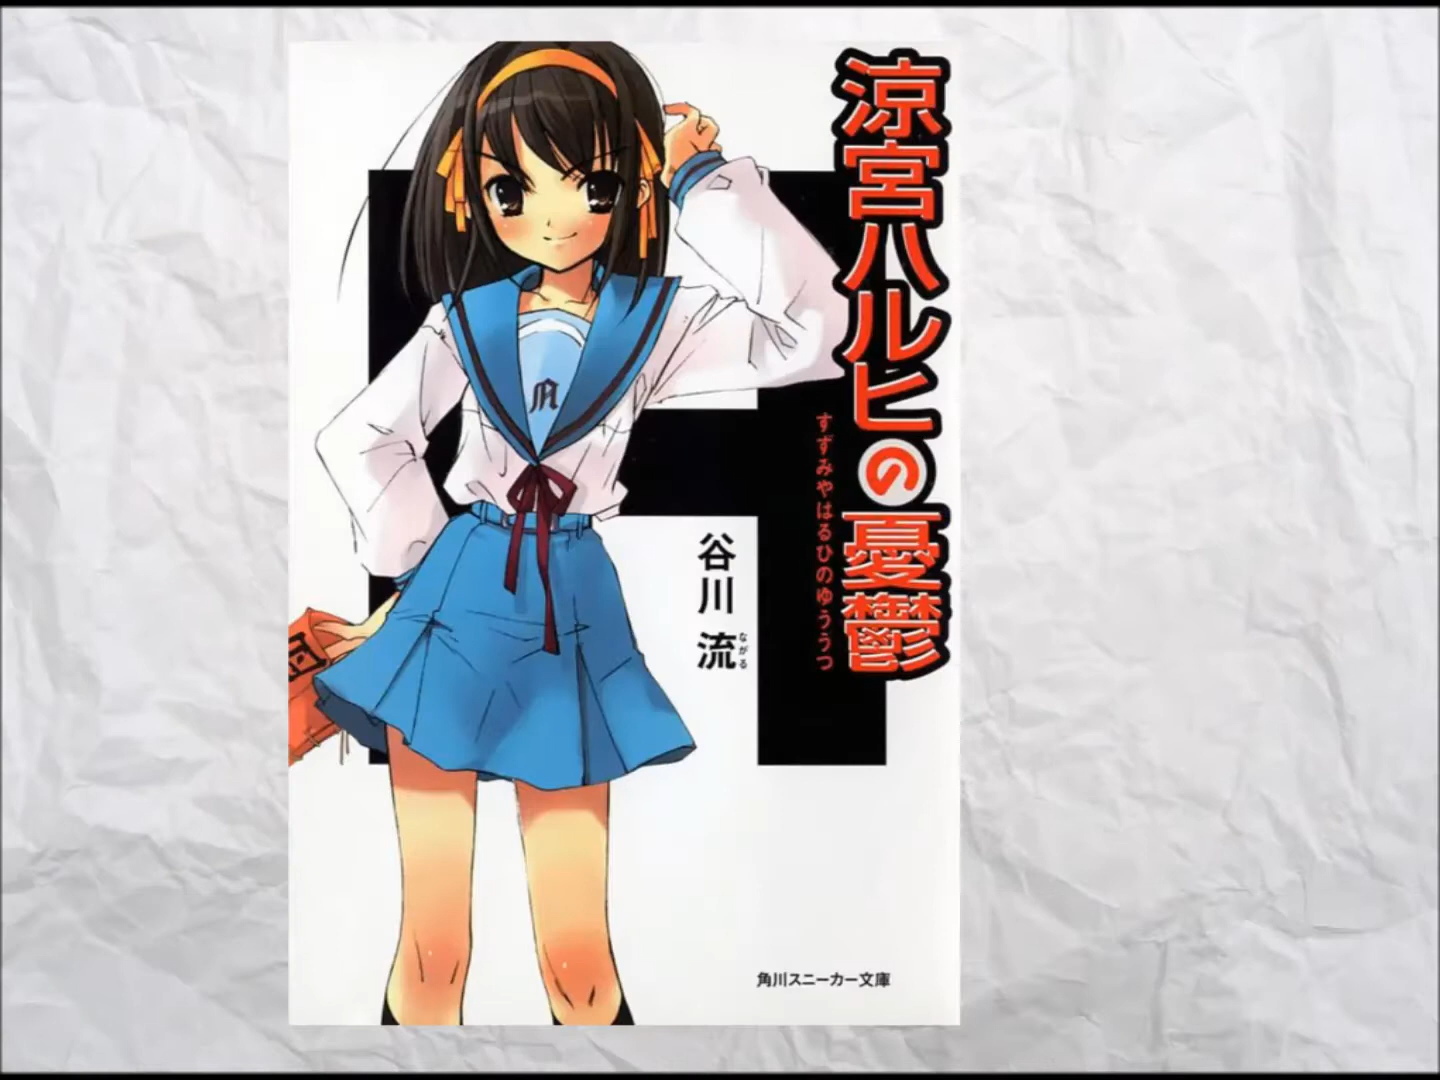 涼宮ハルヒの憂鬱
すずみやはるひのゆううつ
谷川 流
ながる
角川スニーカー文庫